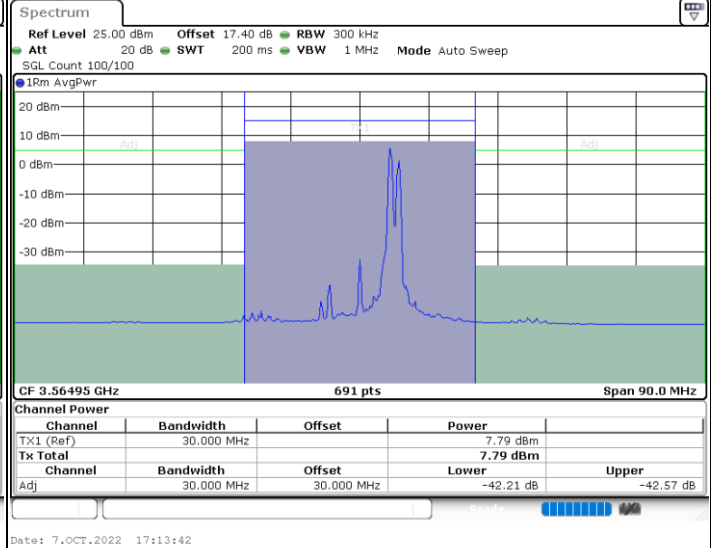 Spectrum
Ref Level 25.00 dBm Offset 17.40 dB RBW 300 kHz
Att 20 dB SWT 200 ms VBW 1 MHz Mode Auto Sweep
SGL Count 100/100
1Rm AvgPwr
20 dBm
TX1
10 dBm
Adj Adj
0 dBm
-10 dBm
-20 dBm
-30 dBm
CF 3.56495 GHz 691 pts Span 90.0 MHz
Channel Power
Channel Bandwidth Offset Power
TX1 (Ref) 30.000 MHz 7.79 dBm
Tx Total 7.79 dBm
Channel Bandwidth Offset Lower Upper
Adj 30.000 MHz 30.000 MHz -42.21 dB -42.57 dB
Ready
Date: 7.OCT.2022 17:13:42